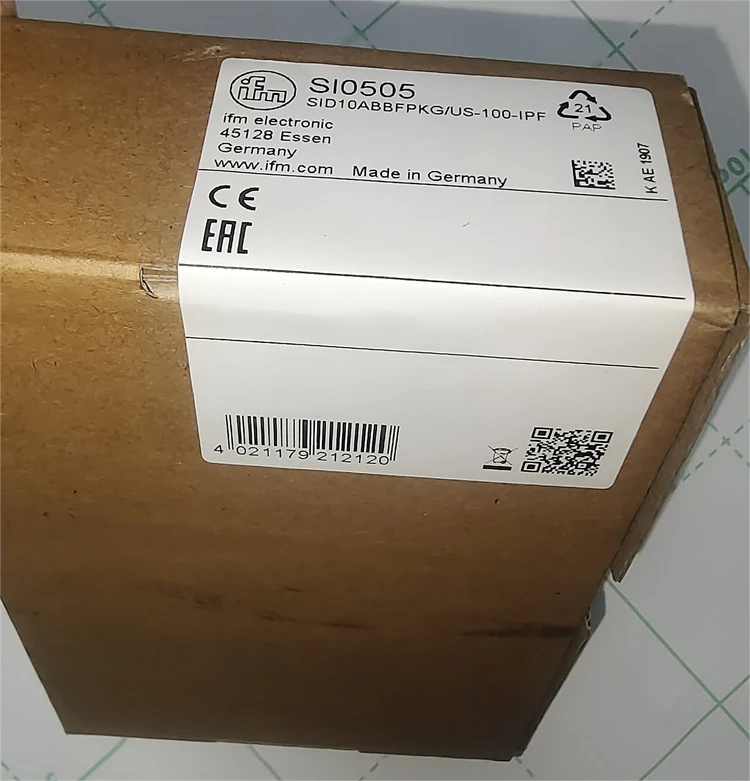 ifm
SI0505
SID10ABBFPKG/US-100-IPF
ifm electronic
45128 Essen
Germany
www.ifm.com Made in Germany
21
PAP
K AE 1907
CE
EAC
4 021179 212120